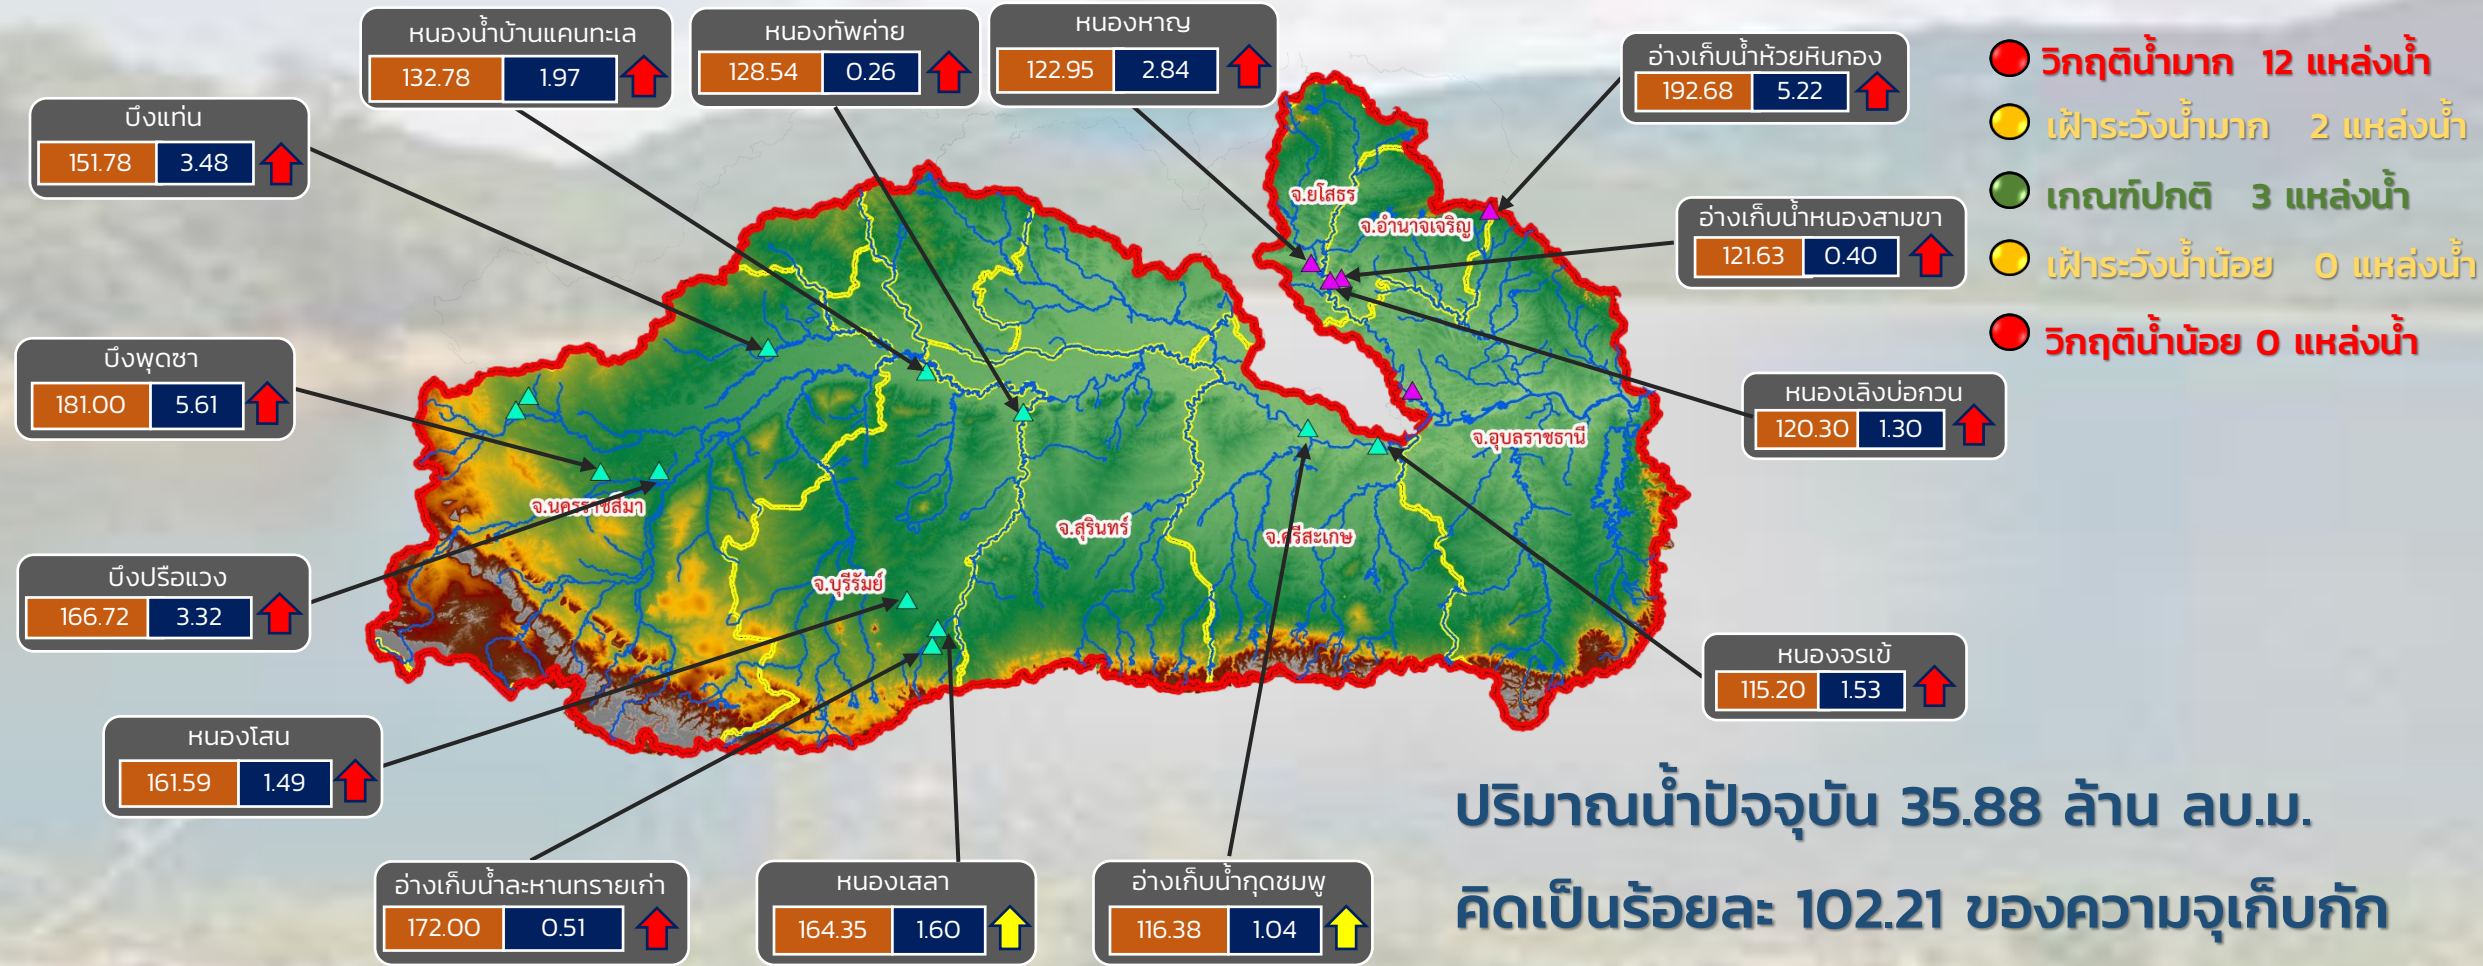 หนองน้ำบ้านแคนทะเล
132.78 1.97
หนองทัพค่าย
128.54 0.26
หนองหาญ
122.95 2.84
อ่างเก็บน้ำห้วยหินกอง
192.68 5.22
วิกฤติน้ำมาก 12 แหล่งน้ำ
เฝ้าระวังน้ำมาก 2 แหล่งน้ำ
เกณฑ์ปกติ 3 แหล่งน้ำ
เฝ้าระวังน้ำน้อย 0 แหล่งน้ำ
วิกฤติน้ำน้อย 0 แหล่งน้ำ
บึงแท่น
151.78 3.48
อ่างเก็บน้ำหนองสามขา
121.63 0.40
จ.ยโสธร
จ.อำนาจเจริญ
บึงพุดซา
181.00 5.61
หนองเลิงบ่อกวน
120.30 1.30
จ.อุบลราชธานี
จ.นครราชสีมา
จ.สุรินทร์
จ.ศรีสะเกษ
จ.บุรีรัมย์
บึงปรือแวง
166.72 3.32
หนองจรเข้
115.20 1.53
หนองโสน
161.59 1.49
อ่างเก็บน้ำละหานทรายเก่า
172.00 0.51
หนองเสลา
164.35 1.60
อ่างเก็บน้ำกุดชมพู
116.38 1.04
ปริมาณน้ำปัจจุบัน 35.88 ล้าน ลบ.ม.
คิดเป็นร้อยละ 102.21 ของความจุเก็บกัก